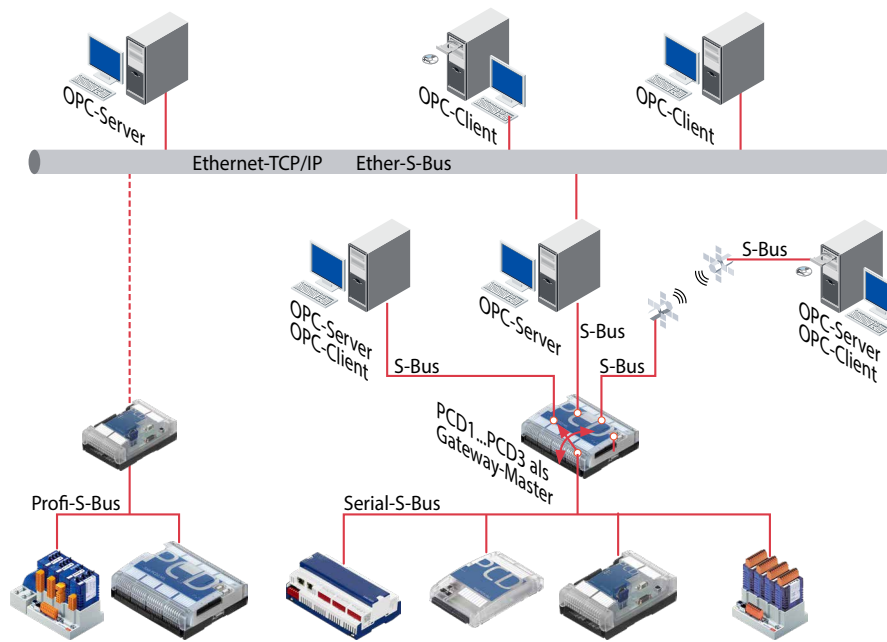 OPC-Server
OPC-Client
OPC-Client
Ethernet-TCP/IP Ether-S-Bus
OPC-Server
OPC-Client
S-Bus
OPC-Server
S-Bus
S-Bus
S-Bus
OPC-Server
OPC-Client
PCD
PCD1...PCD3 als
Gateway-Master
Profi-S-Bus
Serial-S-Bus
PCD
PCD